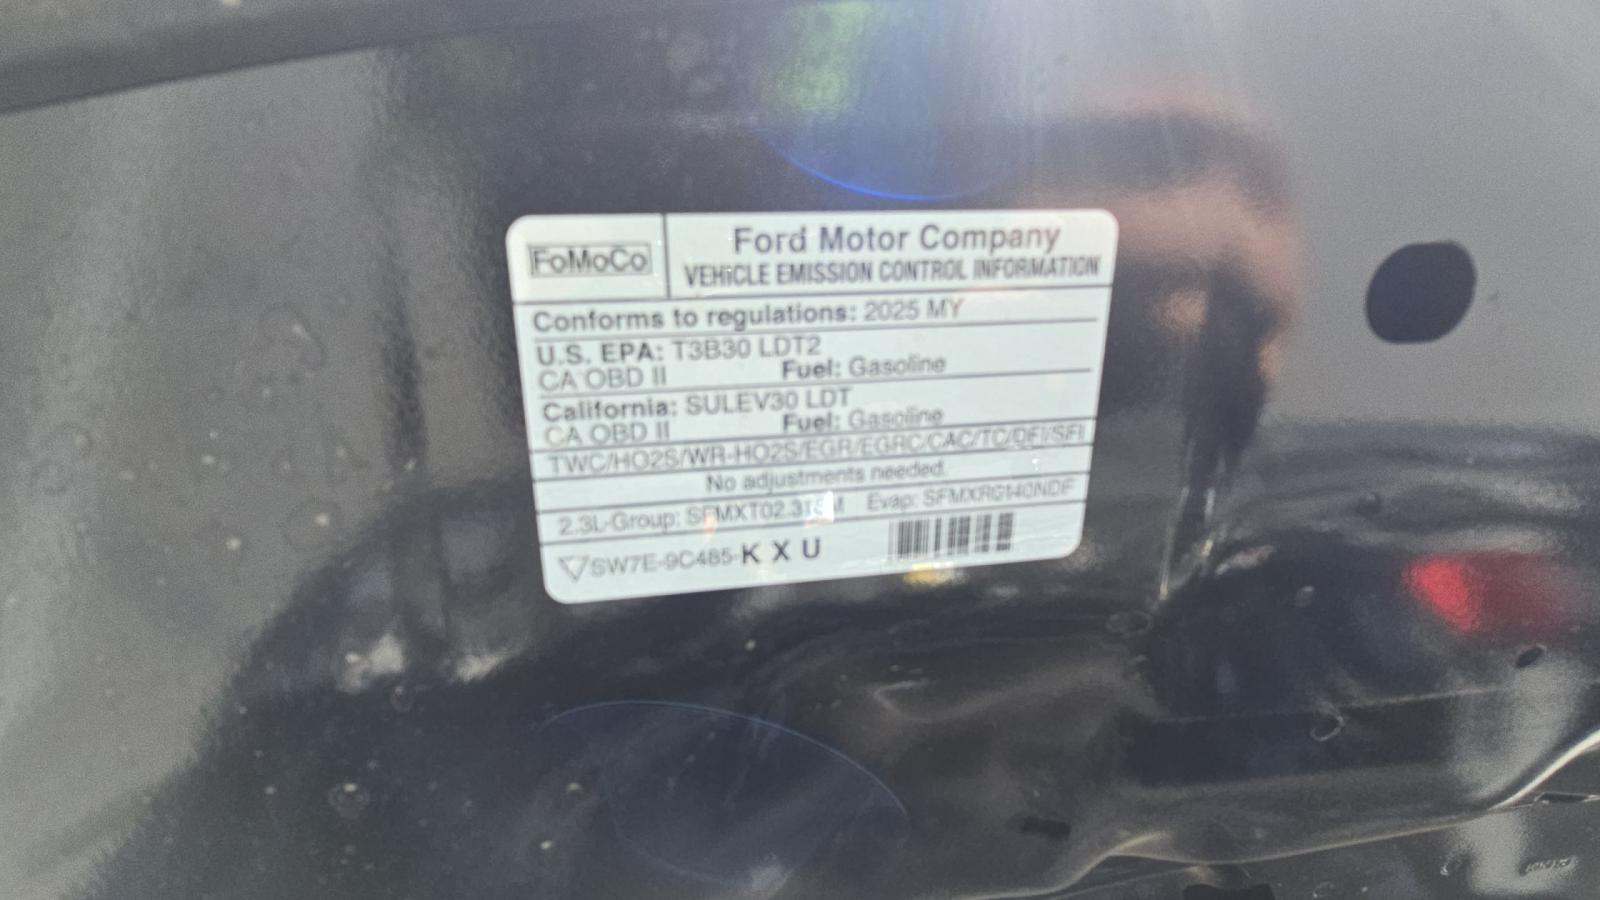 FoMoCo
Ford Motor Company
VEHICLE EMISSION CONTROL INFORMATION
Conforms to regulations: 2025 MY
U.S. EPA: T3B30 LDT2
CA OBD II Fuel: Gasoline
California: SULEV30 LDT
CA OBD II Fuel: Gasoline
TWC/HO2S/WR-HO2S/EGR/EGRC/CAC/TC/DFI/SFI
No adjustments needed.
2.3L-Group: Evap:
SW7E-9C485-K X U